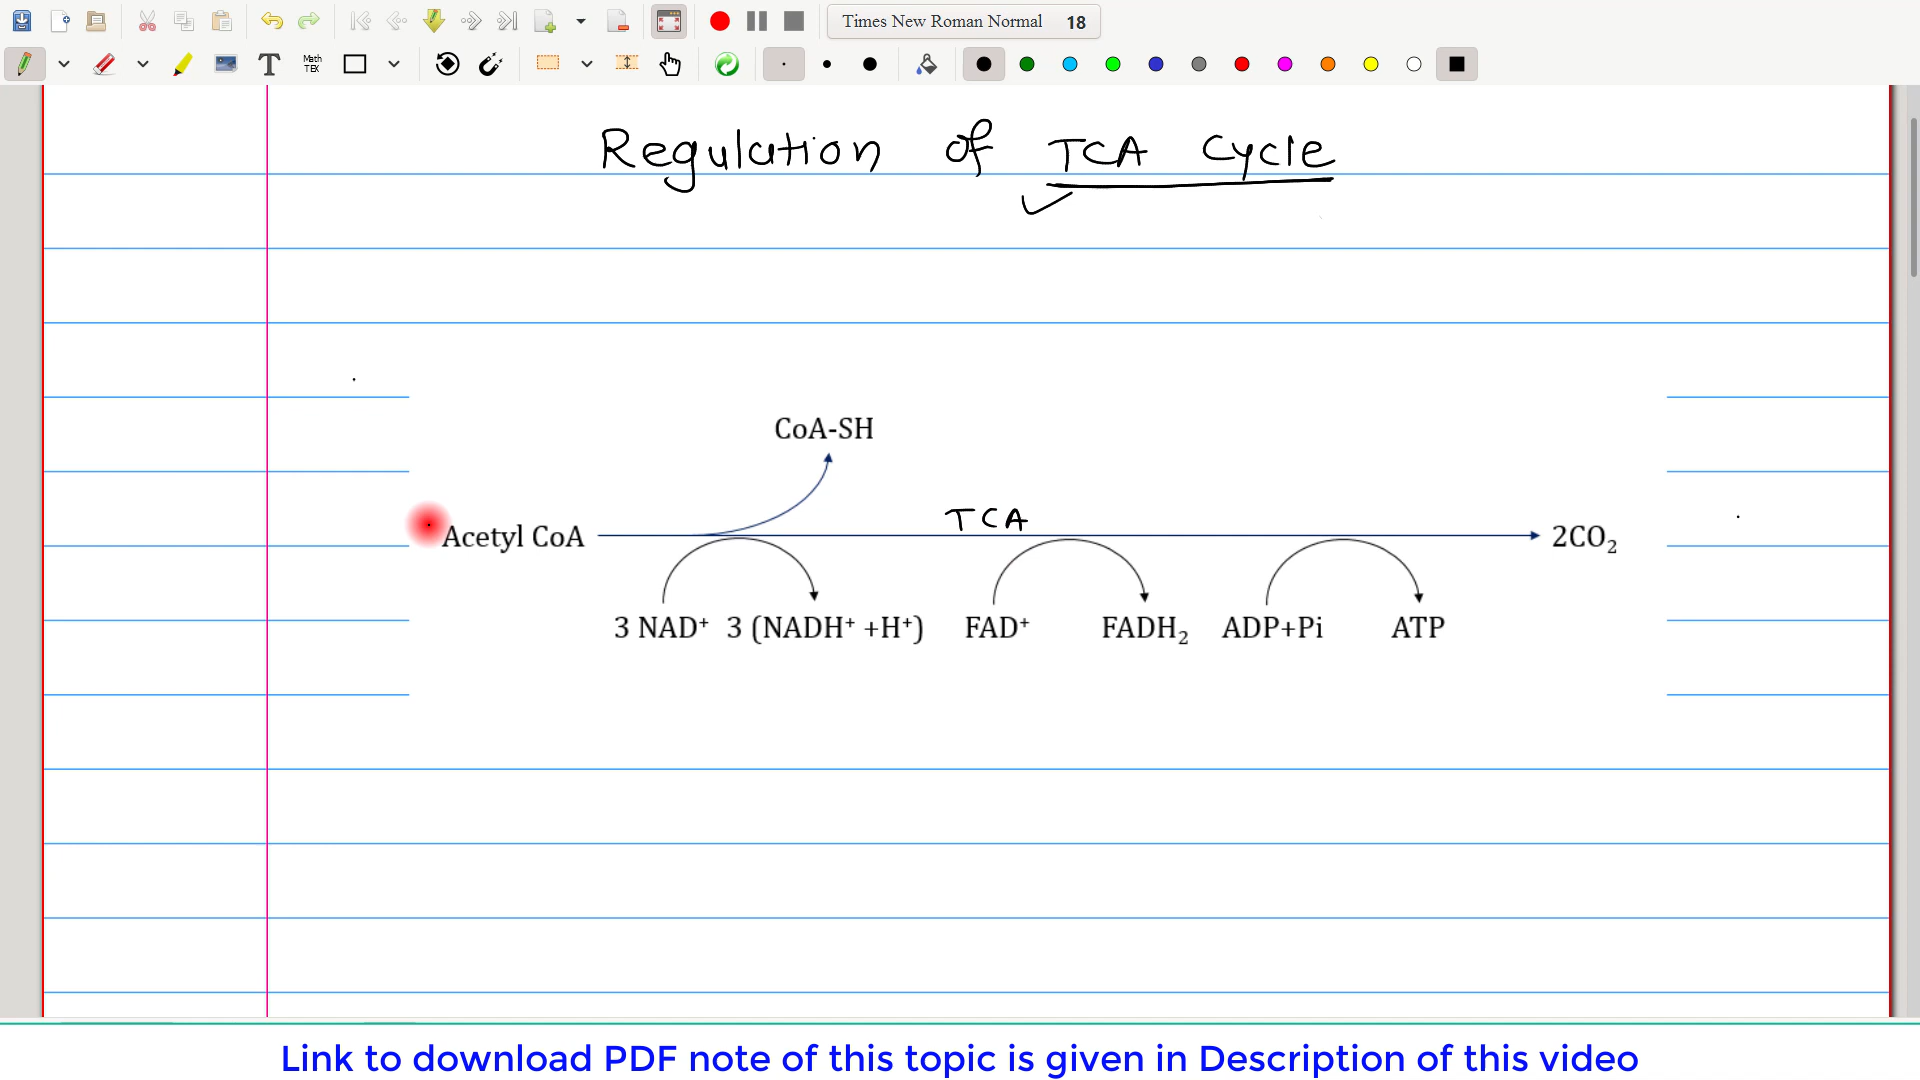 Times New Roman Normal 18
Math
TEX
Regulation of TCA Cycle
CoA-SH
TCA
Acetyl CoA 2CO₂
3 NAD⁺ 3 (NADH⁺ +H⁺) FAD⁺ FADH₂ ADP+Pi ATP
Link to download PDF note of this topic is given in Description of this video